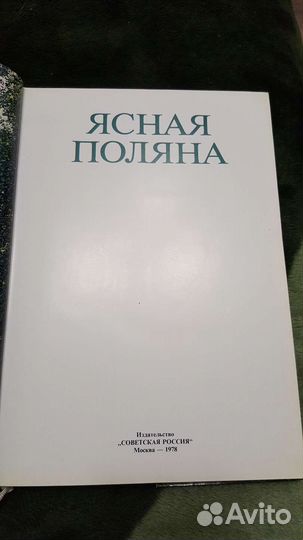 ЯСНАЯ
ПОЛЯНА
Издательство
„СОВЕТСКАЯ РОССИЯ"
Москва — 1978
Avito